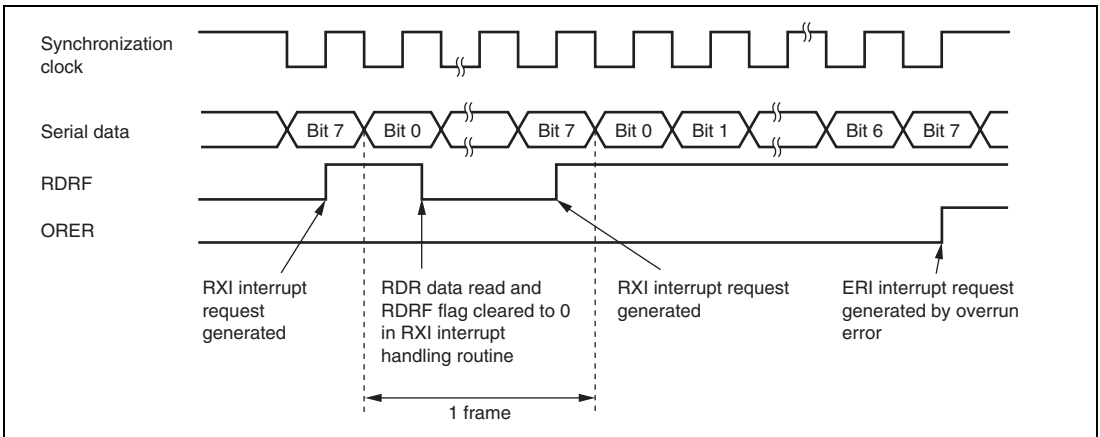 Synchronization
clock
Serial data
Bit 7
Bit 0
Bit 7
Bit 0
Bit 1
Bit 6
Bit 7
RDRF
ORER
RXI interrupt
request
generated
RDR data read and
RDRF flag cleared to 0
in RXI interrupt
handling routine
RXI interrupt request
generated
ERI interrupt request
generated by overrun
error
1 frame